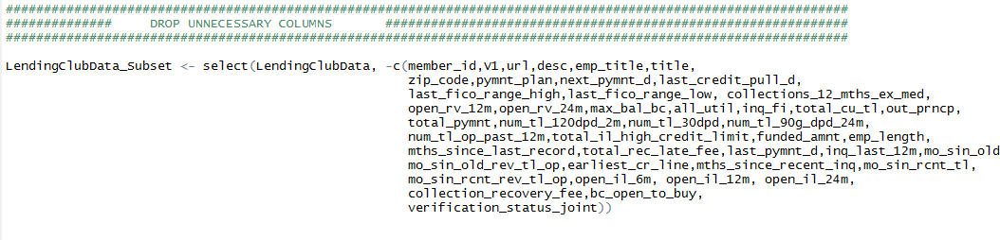 ###############################################################################################################
##############     DROP UNNECESSARY COLUMNS       #############################################################
###############################################################################################################
LendingClubData_Subset <- select(LendingClubData, -c(member_id,V1,url,desc,emp_title,title,
zip_code,pymnt_plan,next_pymnt_d,last_credit_pull_d,
last_fico_range_high,last_fico_range_low, collections_12_mths_ex_med,
open_rv_12m,open_rv_24m,max_bal_bc,all_util,inq_fi,total_cu_tl,out_prncp,
total_pymnt,num_tl_120dpd_2m,num_tl_30dpd,num_tl_90g_dpd_24m,
num_tl_op_past_12m,total_il_high_credit_limit,funded_amnt,emp_length,
mths_since_last_record,total_rec_late_fee,last_pymnt_d,inq_last_12m,mo_sin_old
mo_sin_old_rev_tl_op,earliest_cr_line,mths_since_recent_inq,mo_sin_rcnt_tl,
mo_sin_rcnt_rev_tl_op,open_il_6m, open_il_12m, open_il_24m,
collection_recovery_fee,bc_open_to_buy,
verification_status_joint))